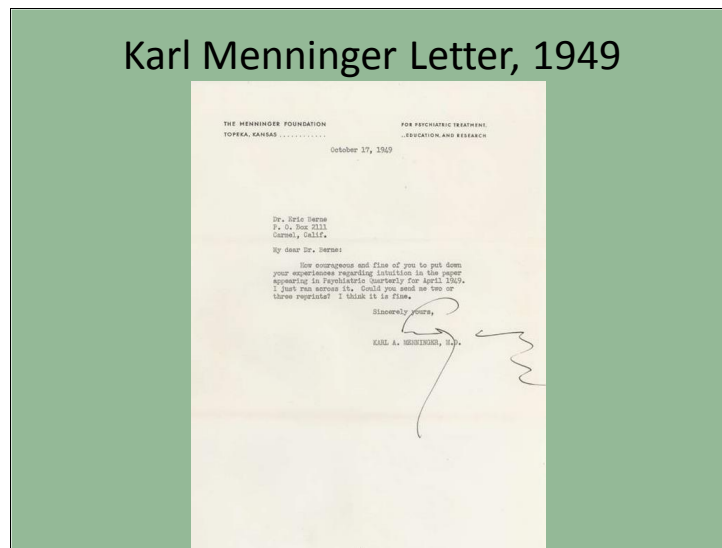 Karl Menninger Letter, 1949
THE MENNINGER FOUNDATION
TOPEKA, KANSAS . . . . . . . . . . . .
FOR PSYCHIATRIC TREATMENT,
..EDUCATION, AND RESEARCH
October 17, 1949
Dr. Eric Berne
P. O. Box 2111
Carmel, Calif.
My dear Dr. Berne:
How courageous and fine of you to put down
your experiences regarding intuition in the paper
appearing in Psychiatric Quarterly for April 1949.
I just ran across it. Could you send me two or
three reprints? I think it is fine.
Sincerely yours,
KARL A. MENNINGER, M.D.